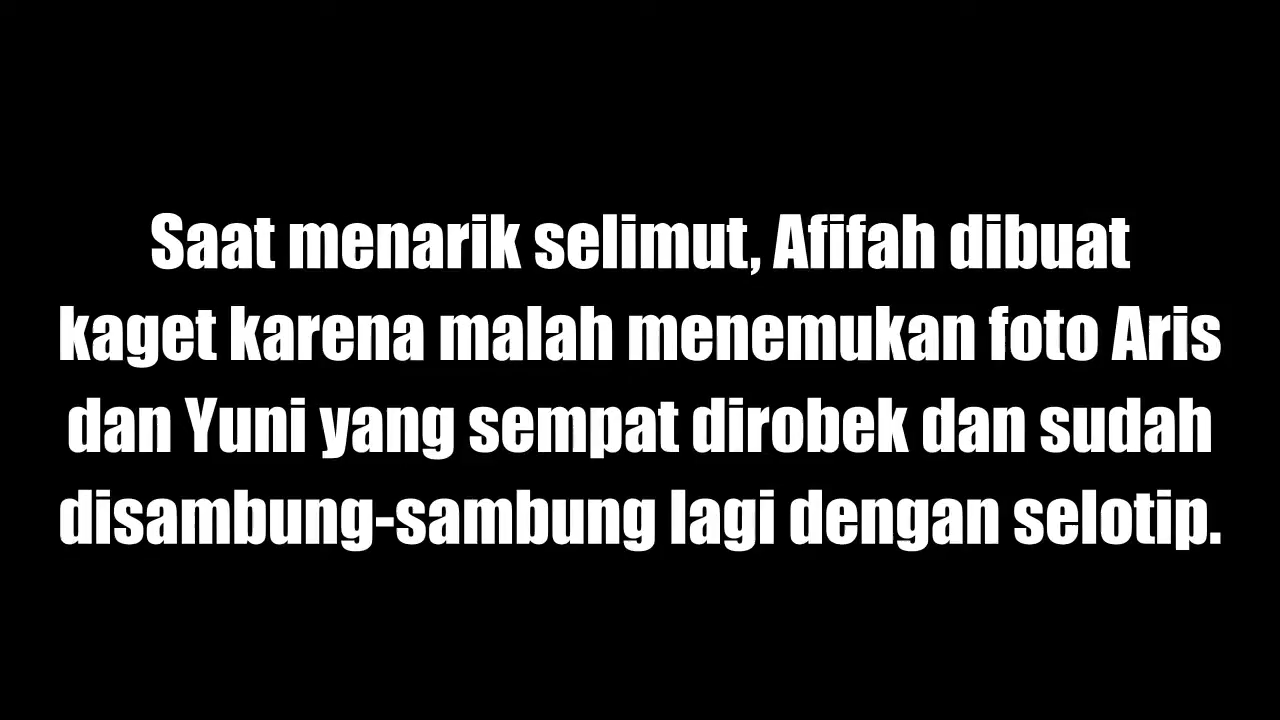 Saat menarik selimut, Afifah dibuat
kaget karena malah menemukan foto Aris
dan Yuni yang sempat dirobek dan sudah
disambung-sambung lagi dengan selotip.